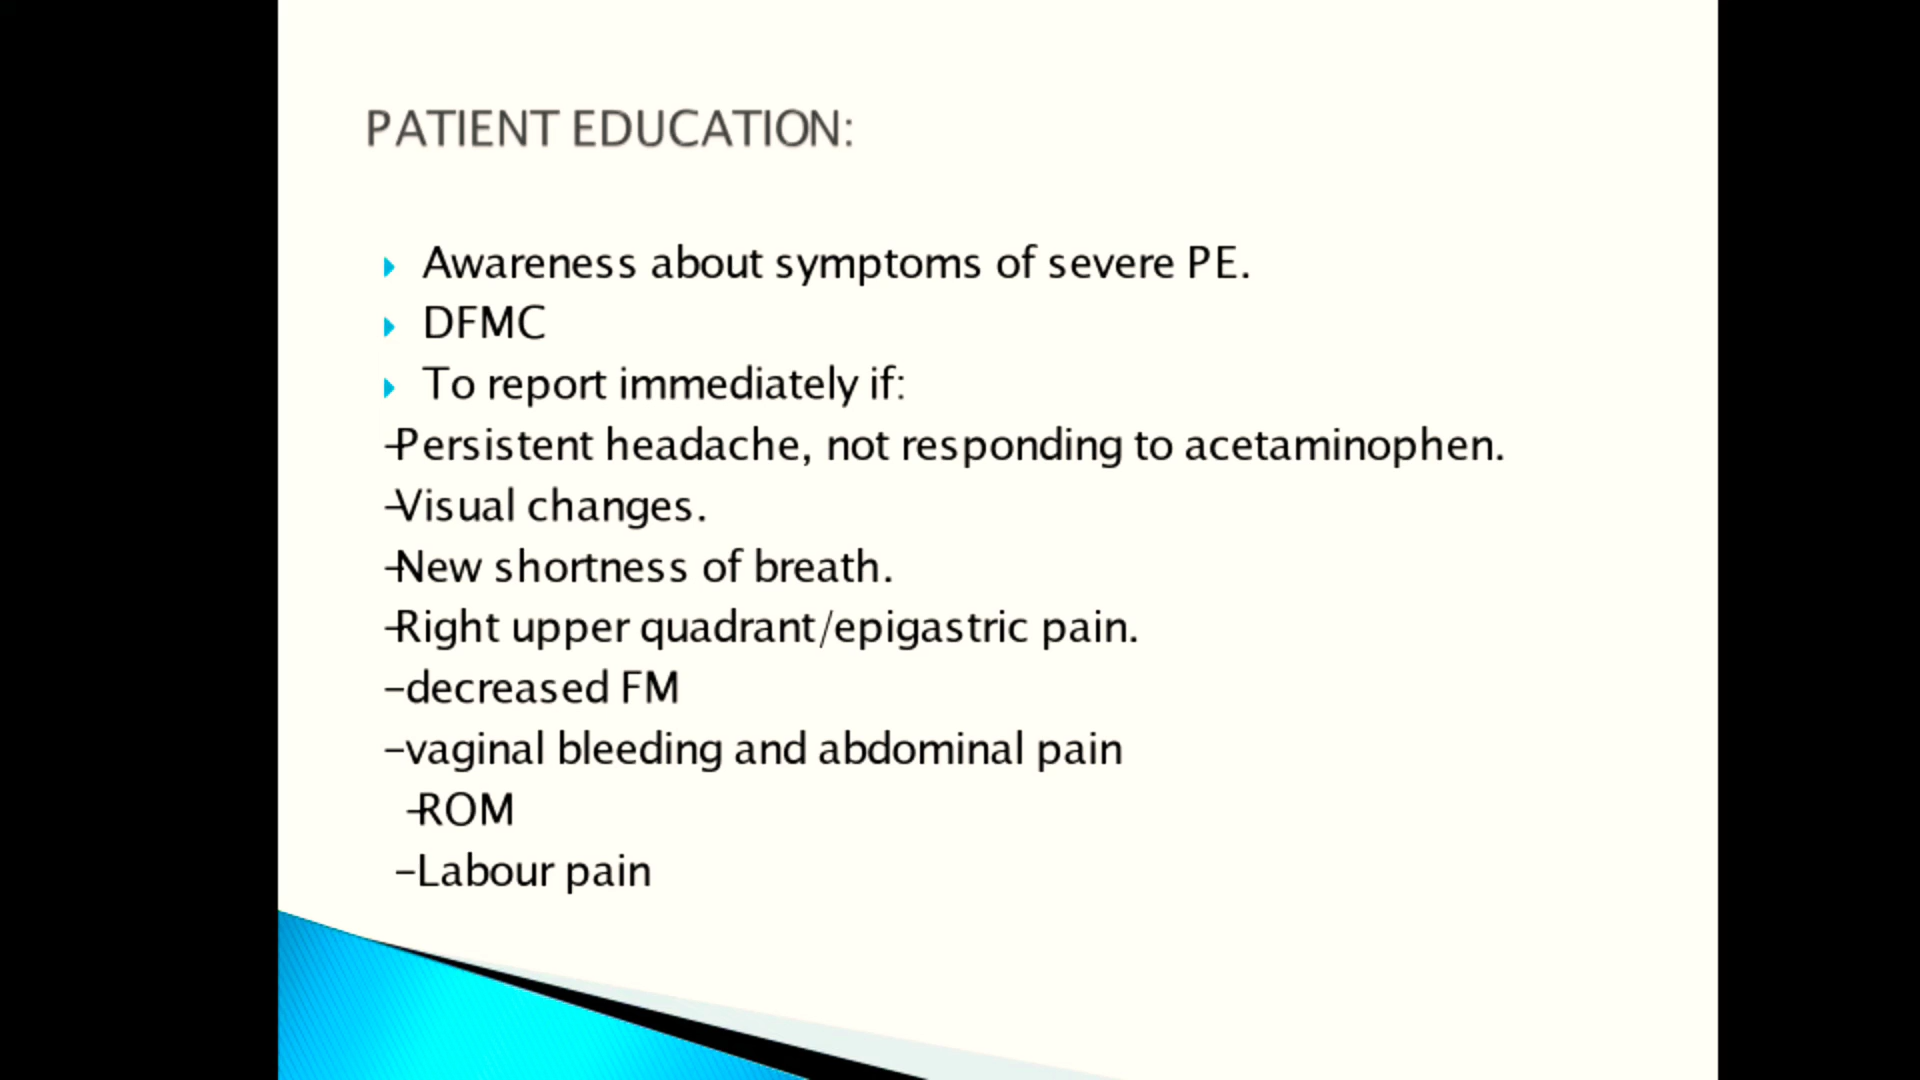 PATIENT EDUCATION:
Awareness about symptoms of severe PE.
DFMC
To report immediately if:
-Persistent headache, not responding to acetaminophen.
-Visual changes.
-New shortness of breath.
-Right upper quadrant/epigastric pain.
-decreased FM
-vaginal bleeding and abdominal pain
-ROM
-Labour pain